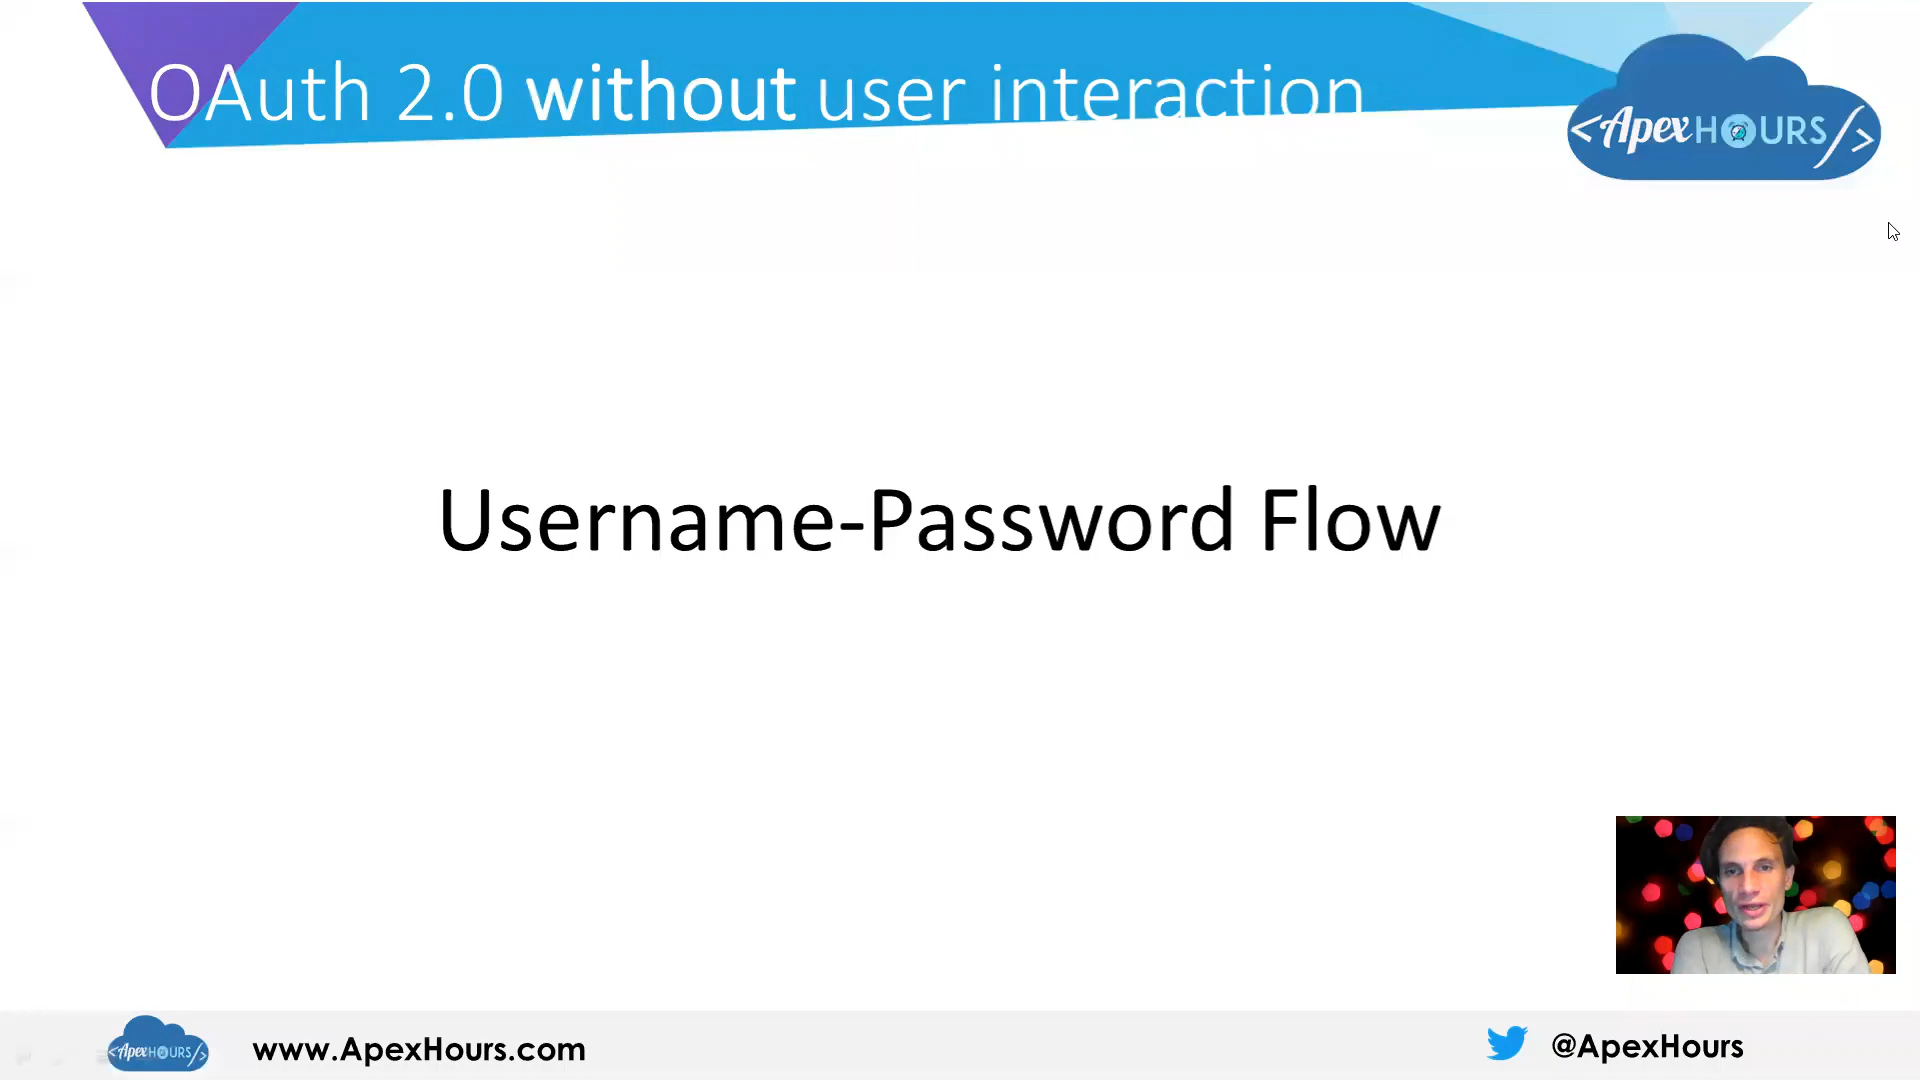 OAuth 2.0 without user interaction
<ApexHOURS/>
Username-Password Flow
<ApexHOURS/>
www.ApexHours.com
@ApexHours